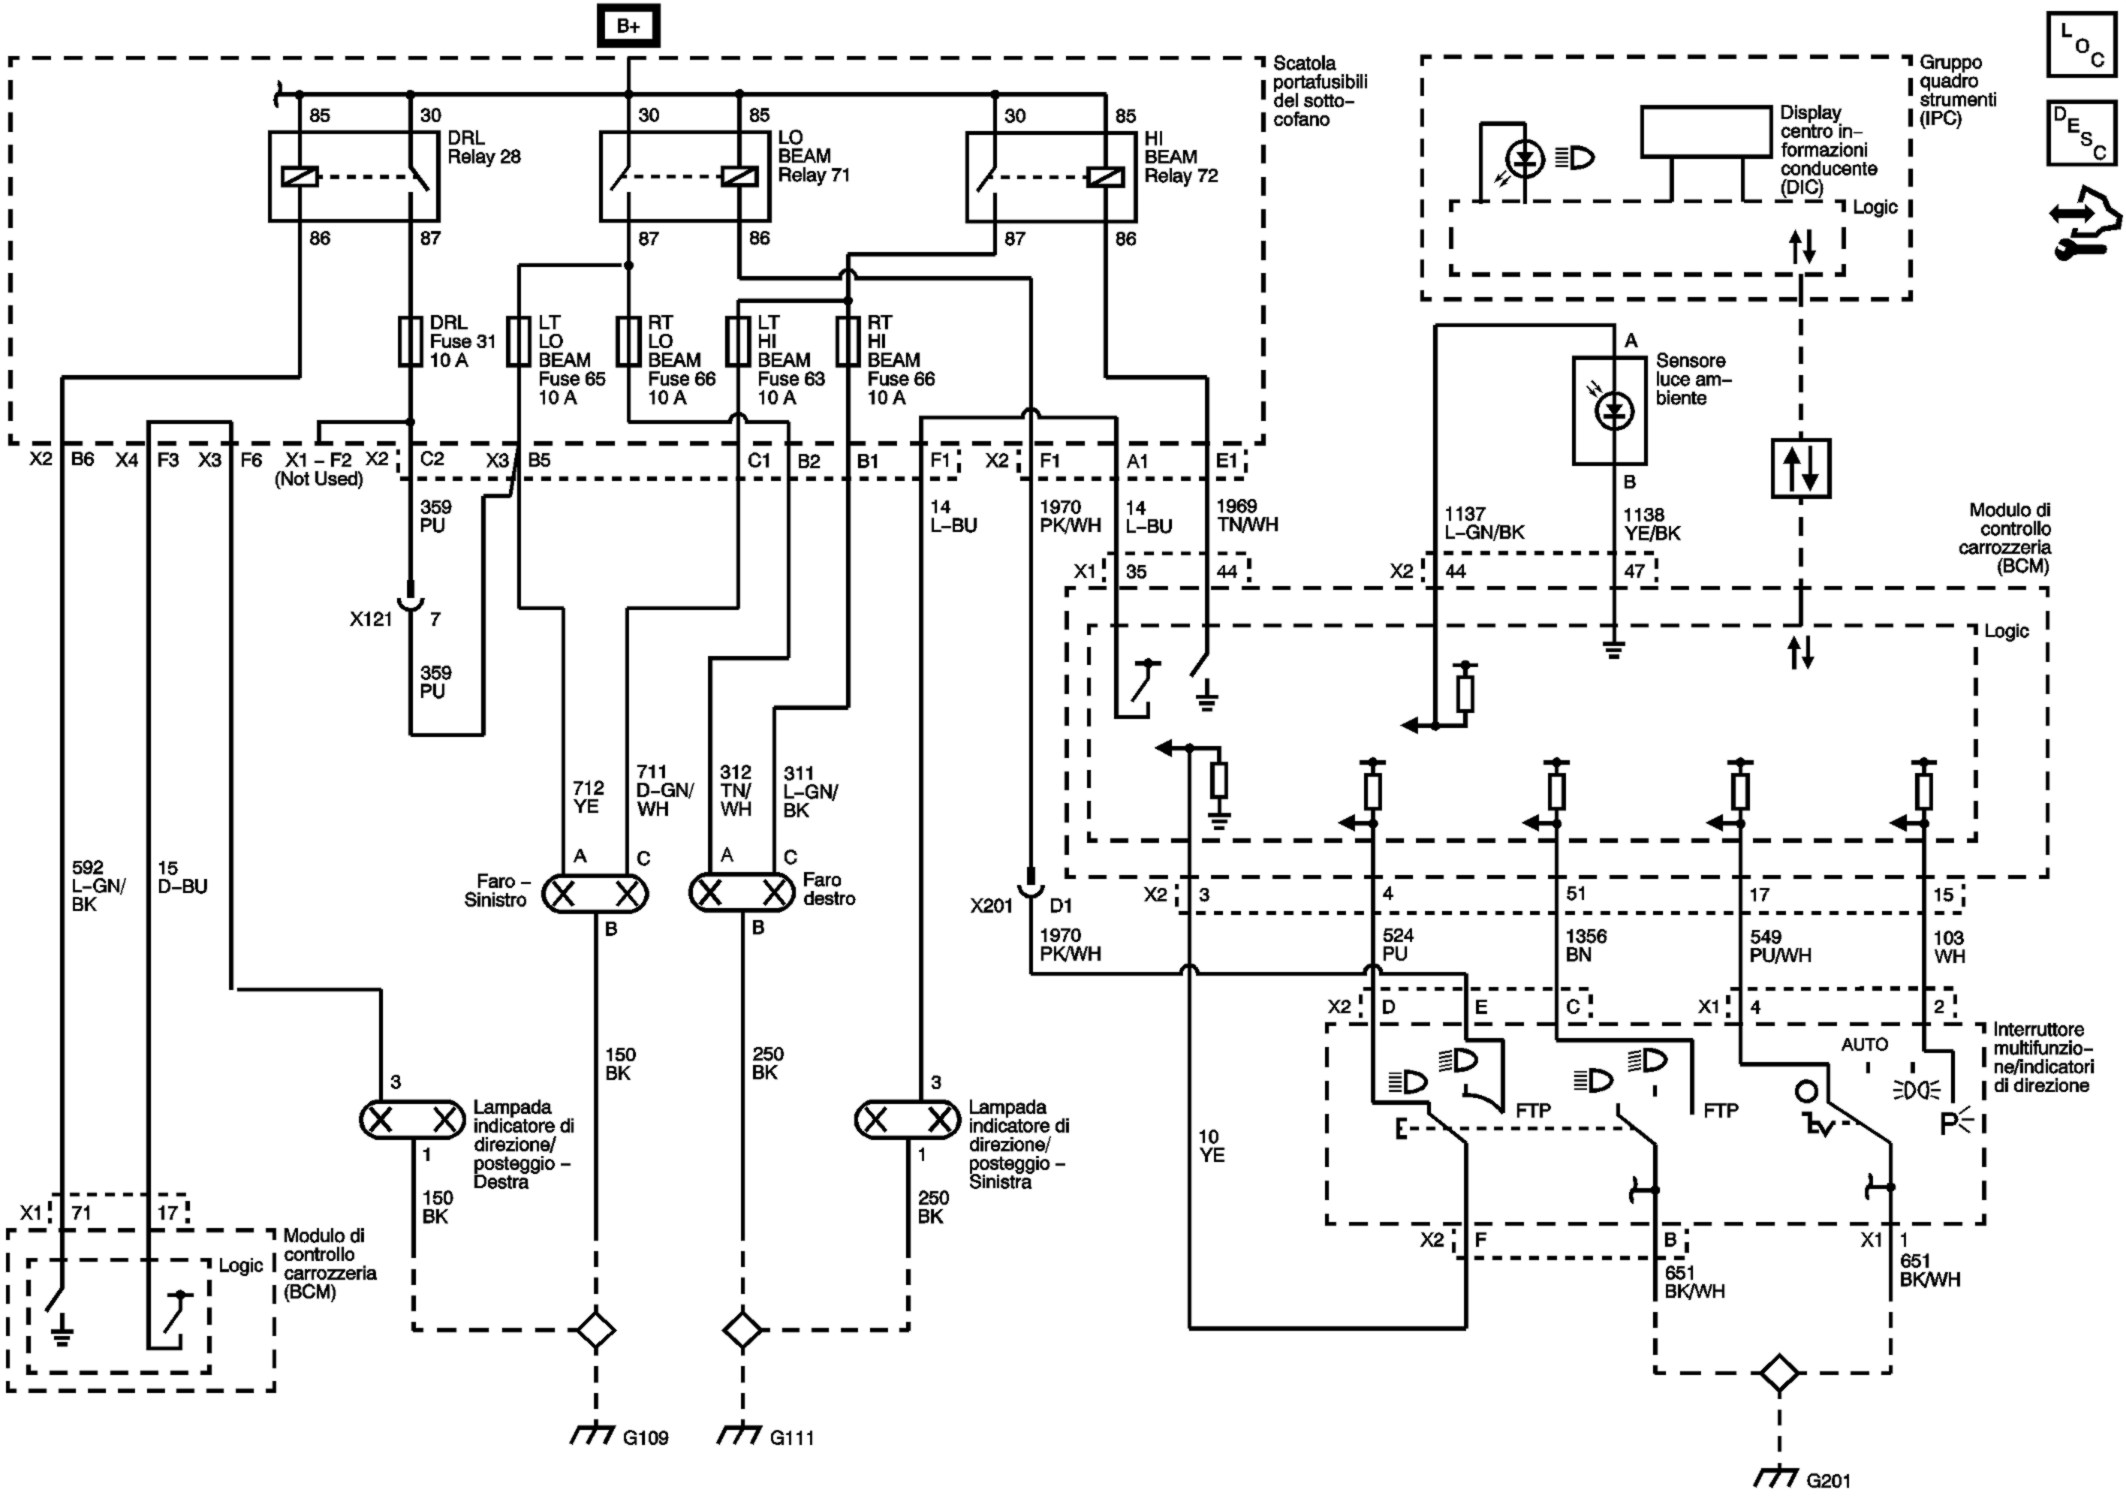 B+
L
O
C
D
E
S
C
Scatola
portafusibili
del sotto–
cofano
Gruppo
quadro
strumenti
(IPC)
Display
centro in–
formazioni
conducente
(DIC)
Logic
85
30
DRL
Relay 28
86
87
30
85
LO
BEAM
Relay 71
87
86
30
85
HI
BEAM
Relay 72
87
86
DRL
Fuse 31
10 A
LT
LO
BEAM
Fuse 65
10 A
RT
LO
BEAM
Fuse 66
10 A
LT
HI
BEAM
Fuse 63
10 A
RT
HI
BEAM
Fuse 66
10 A
A
Sensore
luce am–
biente
B
X2 B6 X4 F3 X3 F6 X1 – F2 X2 C2 X3 B5 C1 B2 B1 F1 X2 F1 A1 E1
(Not Used)
359
PU
14
L–BU
1970
PK/WH
14
L–BU
1969
TN/WH
1137
L–GN/BK
1138
YE/BK
Modulo di
controllo
carrozzeria
(BCM)
X1 35 44
X2 44 47
X121 7
Logic
359
PU
712
YE
711
D–GN/
WH
312
TN/
WH
311
L–GN/
BK
592
L–GN/
BK
15
D–BU
A C
Faro –
Sinistro
B
A C
Faro
destro
B
X201 D1
1970
PK/WH
X2 3 4 51 17 15
524
PU
1356
BN
549
PU/WH
103
WH
X2 D E C X1 4 2
Interruttore
multifunzio–
ne/indicatori
di direzione
AUTO
FTP
FTP
P
150
BK
250
BK
3
Lampada
indicatore di
direzione/
posteggio –
Destra
1
150
BK
3
Lampada
indicatore di
direzione/
posteggio –
Sinistra
1
250
BK
10
YE
X1 71 17
Modulo di
controllo
carrozzeria
(BCM)
Logic
X2 F B X1 1
651
BK/WH
651
BK/WH
G109
G111
G201